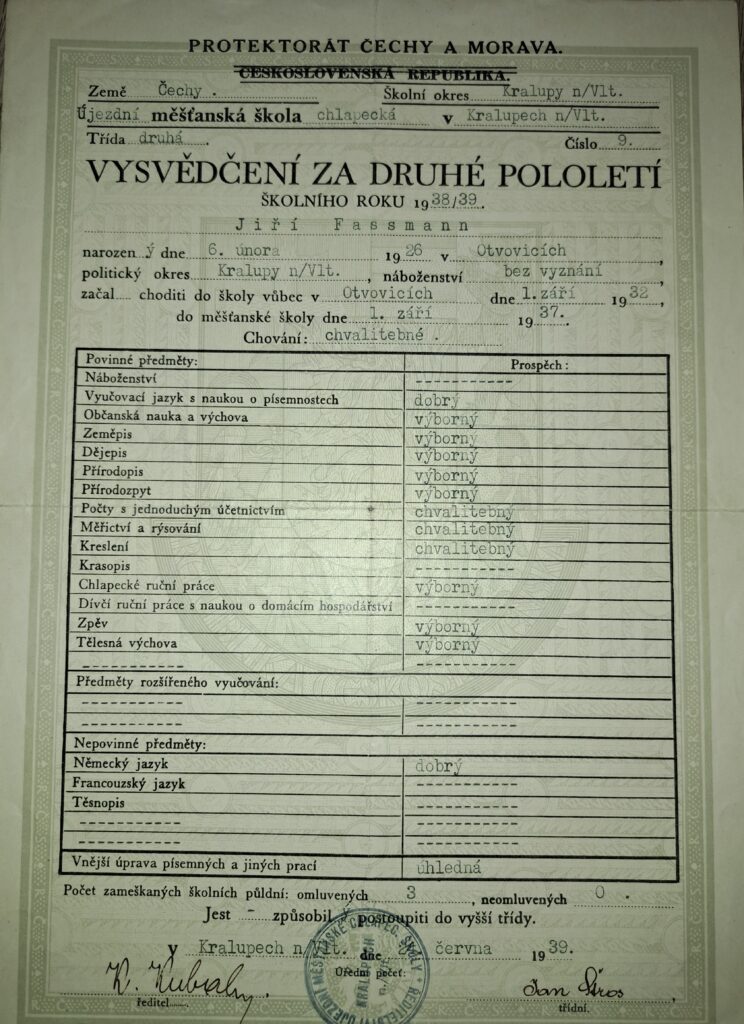 PROTEKTORÁT ČECHY A MORAVA.
ČESKOSLOVENSKÁ REPUBLIKA.
Země Čechy . Školní okres Kralupy n/Vlt.
Újezdní měšťanská škola chlapecká v Kralupech n/Vlt.
Třída druhá. Číslo 9.
VYSVĚDČENÍ ZA DRUHÉ POLOLETÍ
ŠKOLNÍHO ROKU 1938/39.
Jiří Fassmann
narozen ý dne 6. února 1926 v Otvovicích,
politický okres Kralupy n/Vlt., náboženství bez vyznání
začal choditi do školy vůbec v Otvovicích dne 1. září 1932,
do měšťanské školy dne 1. září 1937.
Chování: chvalitebné .
Povinné předměty: Prospěch:
Náboženství ----------
Vyučovací jazyk s naukou o písemnostech dobrý
Občanská nauka a výchova výborný
Zeměpis výborný
Dějepis výborný
Přírodopis výborný
Přírodozpyt výborný
Počty s jednoduchým účetnictvím chvalitebný
Měřictví a rýsování chvalitebný
Kreslení chvalitebný
Krasopis ----------
Chlapecké ruční práce výborný
Dívčí ruční práce s naukou o domácím hospodářství ----------
Zpěv výborný
Tělesná výchova výborný
---------- ----------
Předměty rozšířeného vyučování:
---------- ----------
---------- ----------
Nepovinné předměty:
Německý jazyk dobrý
Francouzský jazyk ----------
Těsnopis ----------
---------- ----------
---------- ----------
Vnější úprava písemných a jiných prací úhledná
Počet zameškaných školních půldní: omluvených 3, neomluvených 0 .
Jest - způsobil ý postoupiti do vyšší třídy.
V Kralupech n/Vlt. dne června 1939.
Úřední počet:
ředitel. Jan třídní.